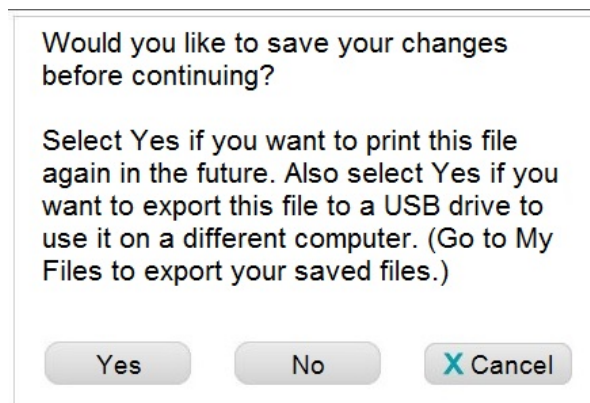 Would you like to save your changes
before continuing?
Select Yes if you want to print this file
again in the future. Also select Yes if you
want to export this file to a USB drive to
use it on a different computer. (Go to My
Files to export your saved files.)
Yes No X Cancel